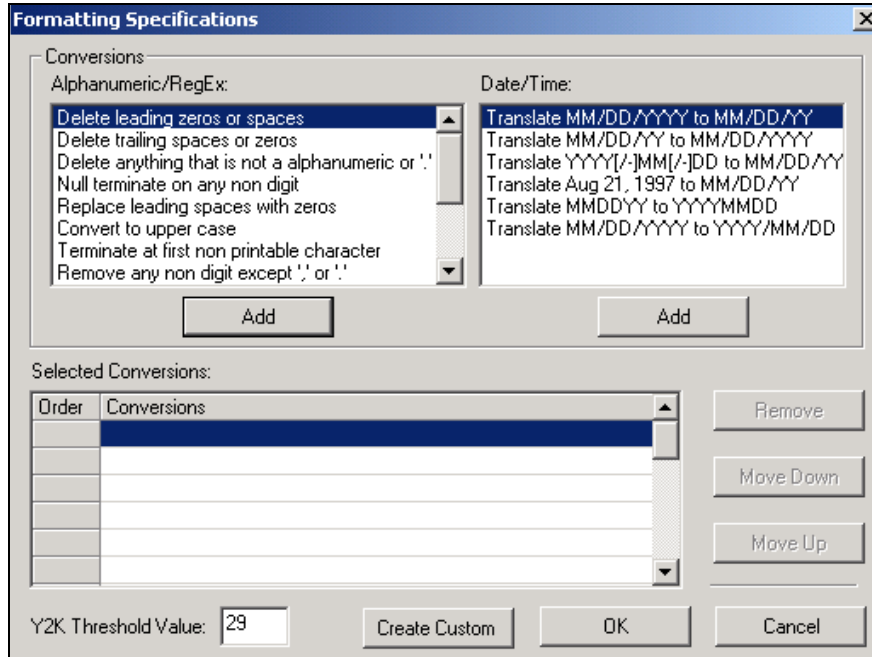 Formatting Specifications
Conversions
Alphanumeric/RegEx:
Delete leading zeros or spaces
Delete trailing spaces or zeros
Delete anything that is not a alphanumeric or '.'
Null terminate on any non digit
Replace leading spaces with zeros
Convert to upper case
Terminate at first non printable character
Remove any non digit except ',' or '.'
Add
Date/Time:
Translate MM/DD/YYYY to MM/DD/YY
Translate MM/DD/YY to MM/DD/YYYY
Translate YYYY[/-]MM[/-]DD to MM/DD/YY
Translate Aug 21, 1997 to MM/DD/YY
Translate MMDDYY to YYYYMMDD
Translate MM/DD/YYYY to YYYY/MM/DD
Add
Selected Conversions:
Order Conversions
Remove
Move Down
Move Up
Y2K Threshold Value: 29
Create Custom
OK
Cancel